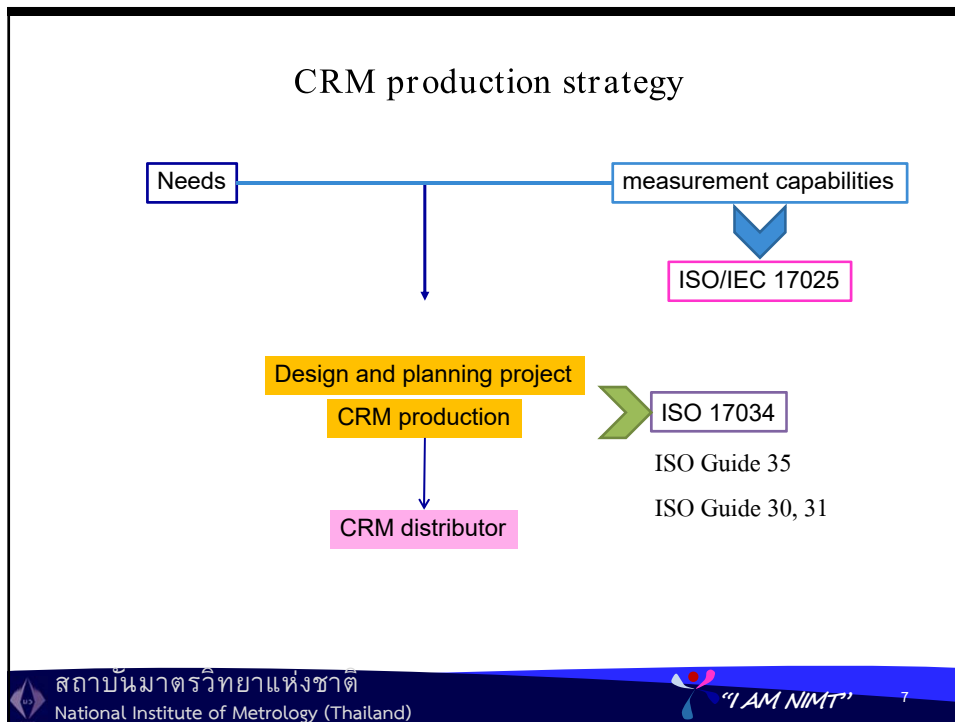 CRM production strategy
Needs
measurement capabilities
ISO/IEC 17025
Design and planning project
CRM production
ISO 17034
ISO Guide 35
ISO Guide 30, 31
CRM distributor
สถาบันมาตรวิทยาแห่งชาติ
National Institute of Metrology (Thailand)
"I AM NIMT"
7